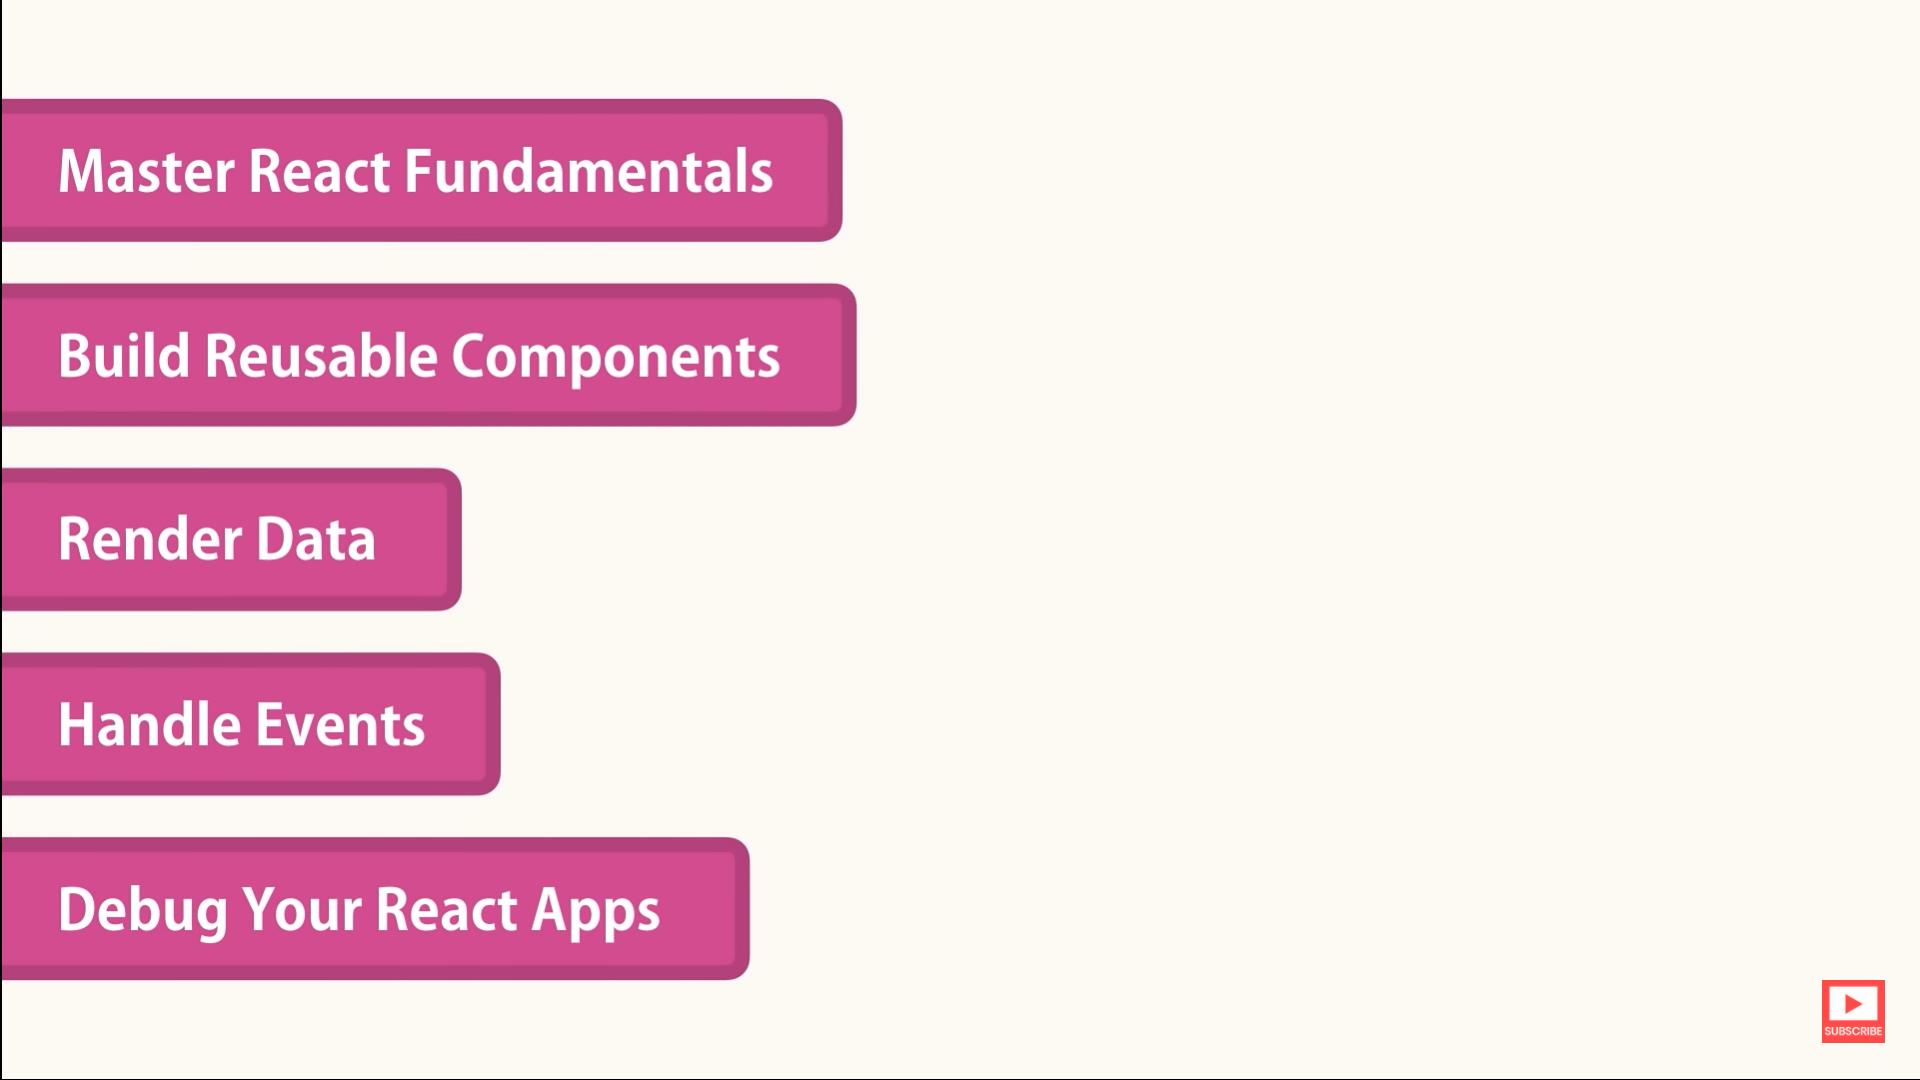 Master React Fundamentals
Build Reusable Components
Render Data
Handle Events
Debug Your React Apps
SUBSCRIBE